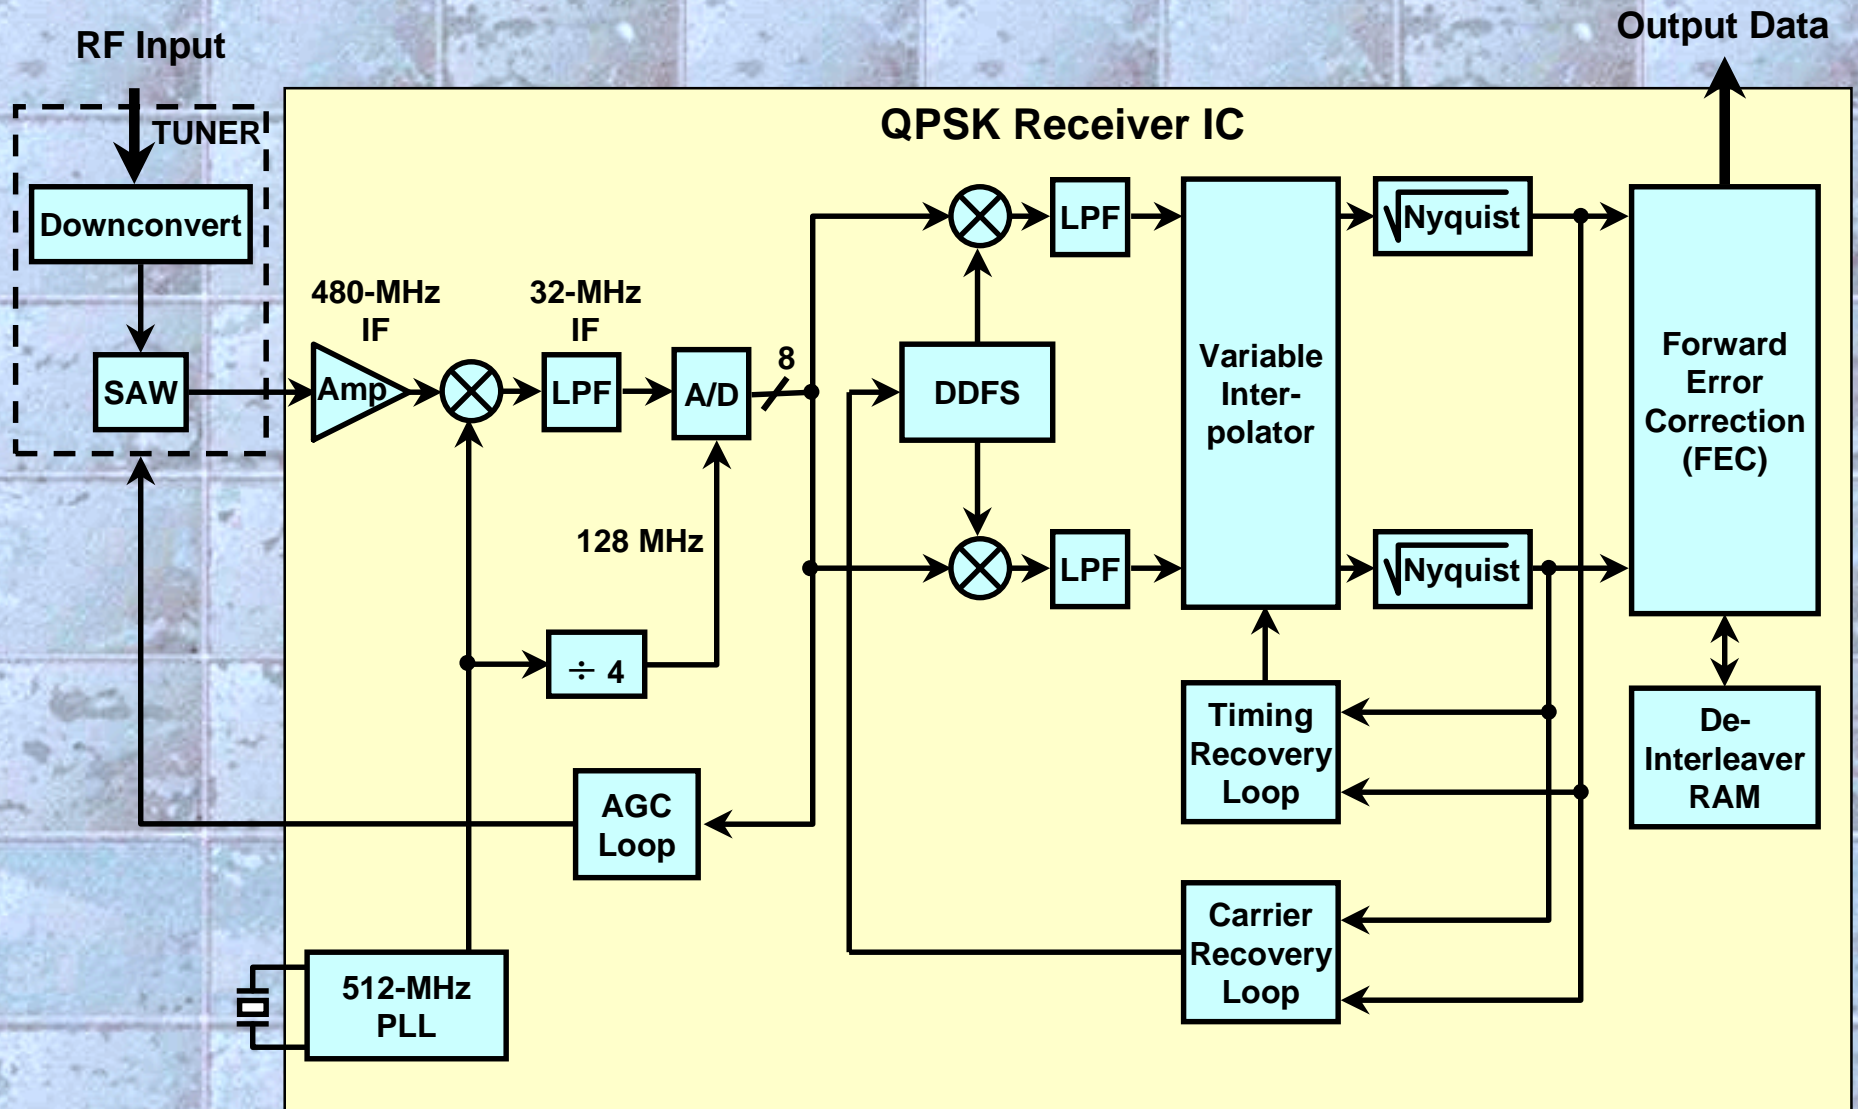 RF Input
Output Data
TUNER
QPSK Receiver IC
Downconvert
SAW
480-MHz
IF
Amp
32-MHz
IF
LPF
A/D
8
128 MHz
÷ 4
LPF
DDFS
LPF
Variable
Inter-
polator
√Nyquist
√Nyquist
Forward
Error
Correction
(FEC)
Timing
Recovery
Loop
De-
Interleaver
RAM
AGC
Loop
Carrier
Recovery
Loop
512-MHz
PLL